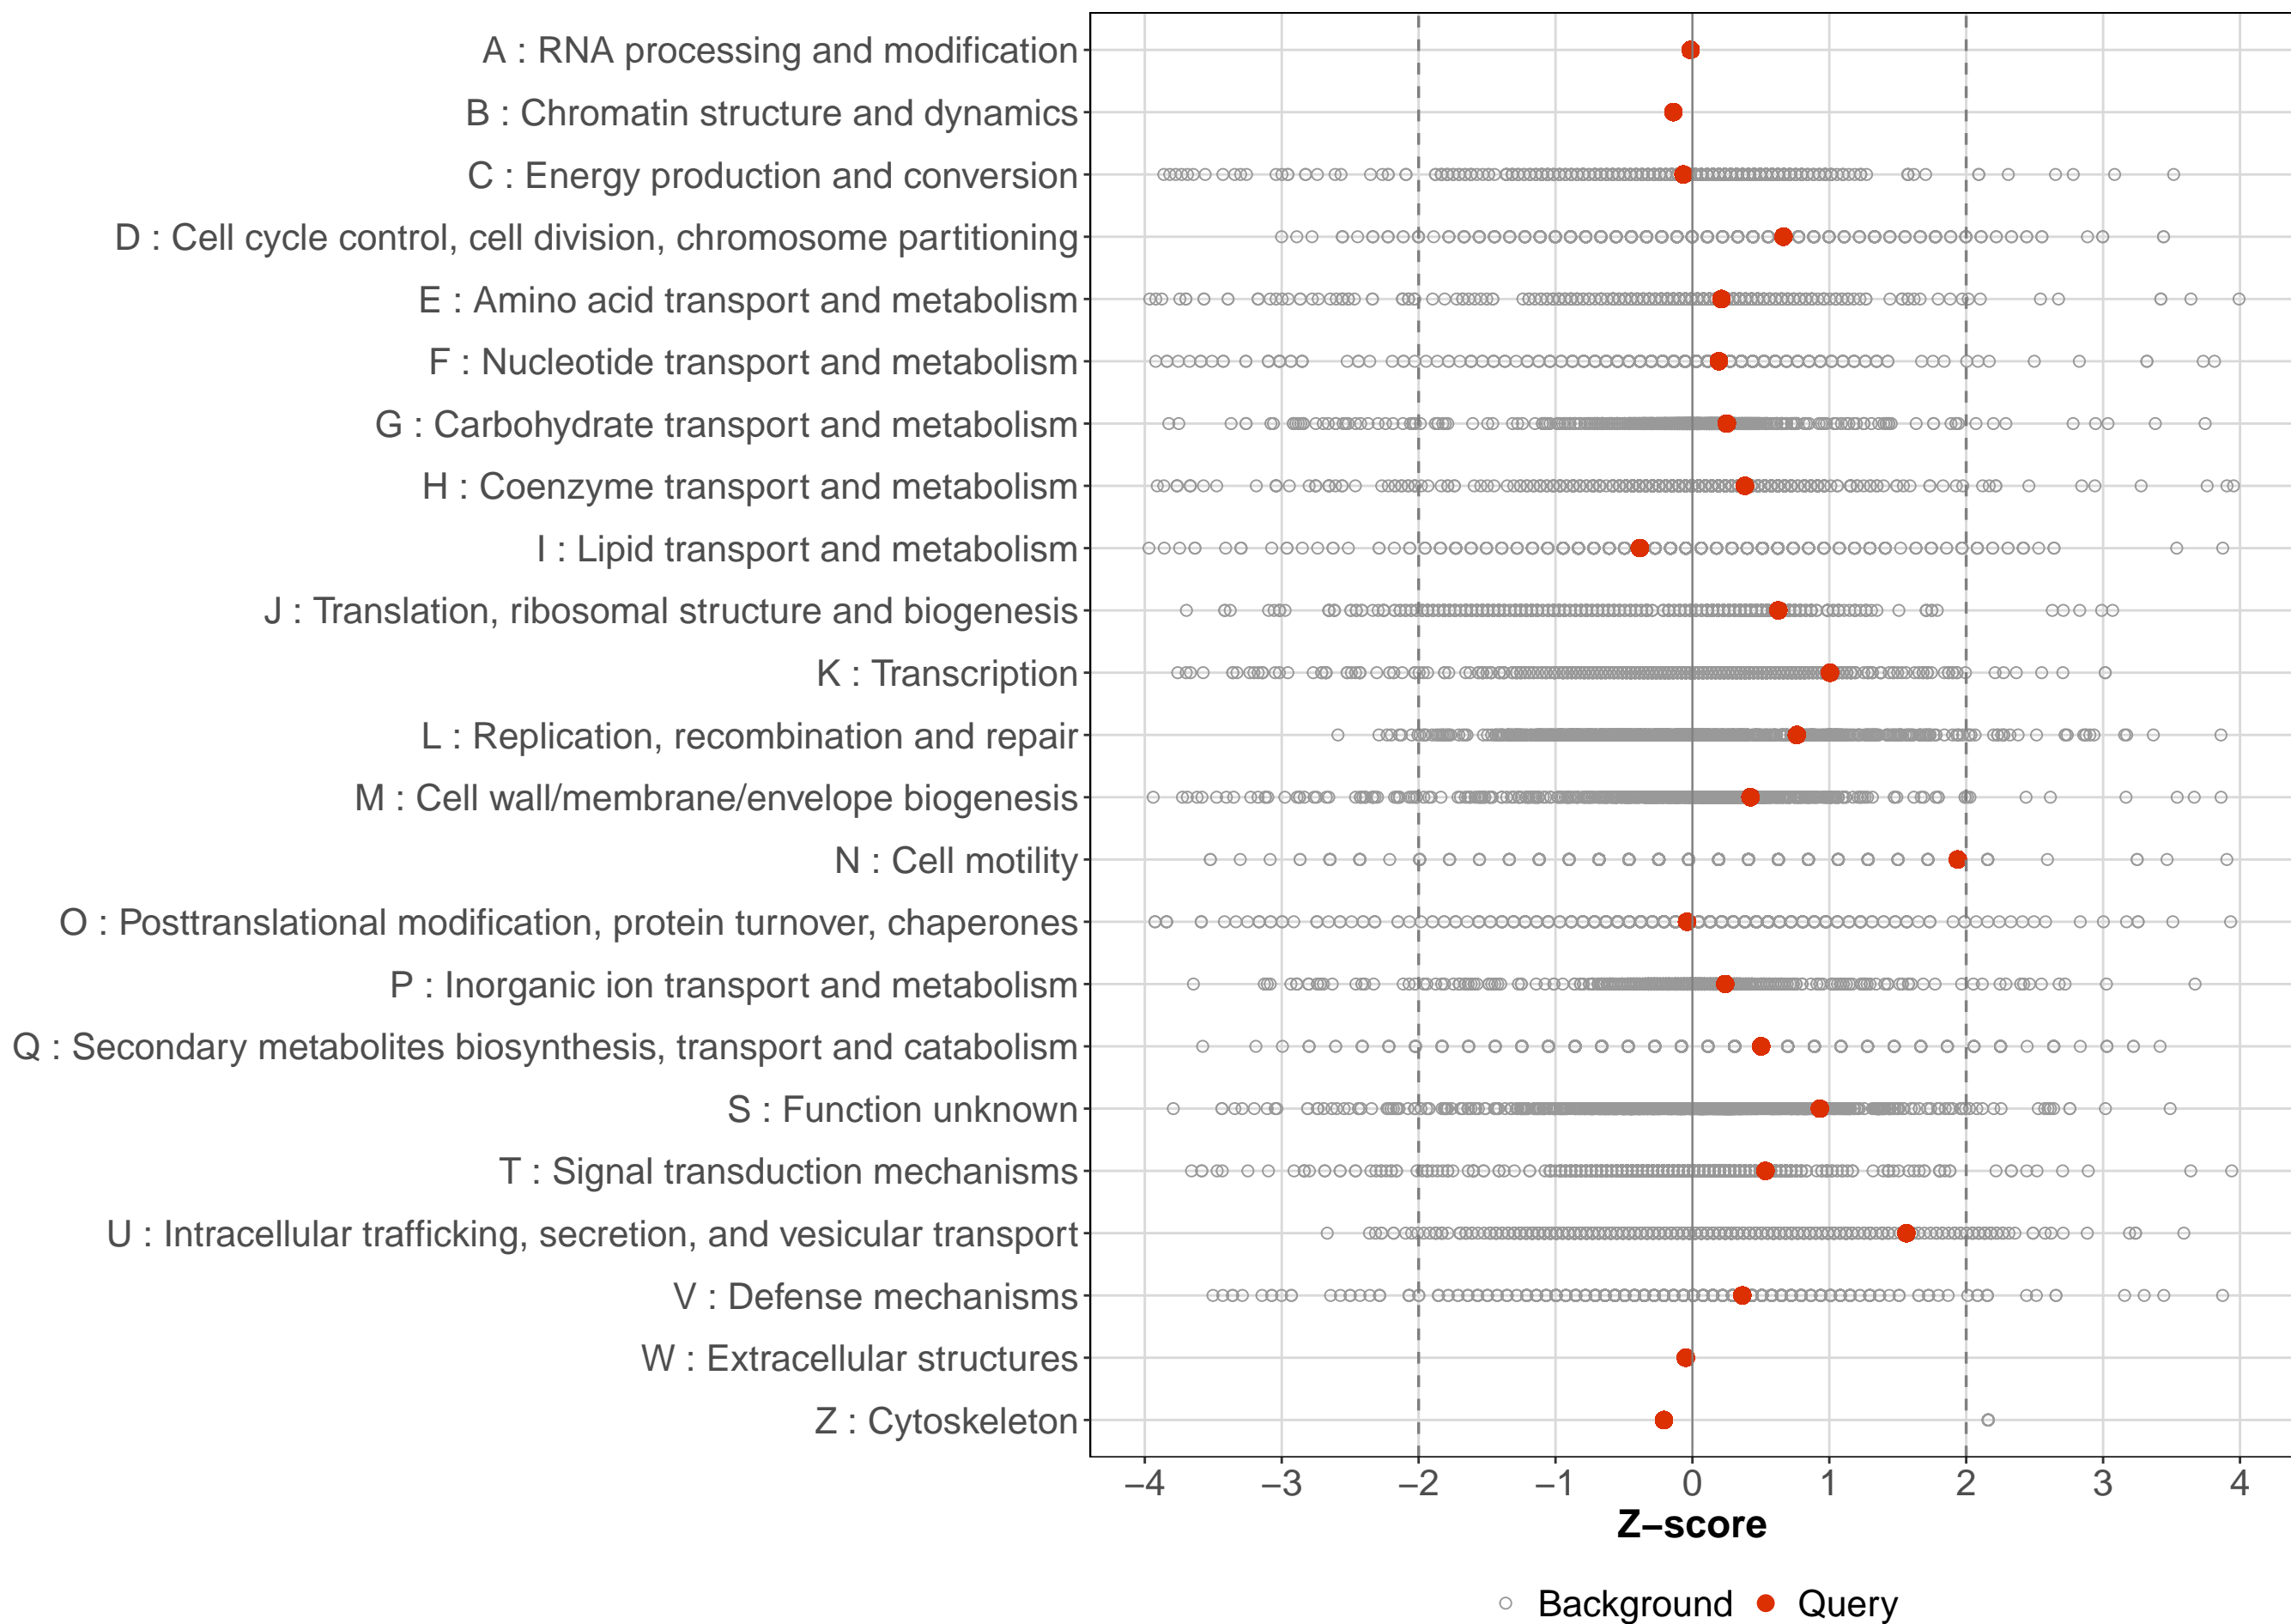 A : RNA processing and modification
B : Chromatin structure and dynamics
C : Energy production and conversion
D : Cell cycle control, cell division, chromosome partitioning
E : Amino acid transport and metabolism
F : Nucleotide transport and metabolism
G : Carbohydrate transport and metabolism
H : Coenzyme transport and metabolism
I : Lipid transport and metabolism
J : Translation, ribosomal structure and biogenesis
K : Transcription
L : Replication, recombination and repair
M : Cell wall/membrane/envelope biogenesis
N : Cell motility
O : Posttranslational modification, protein turnover, chaperones
P : Inorganic ion transport and metabolism
Q : Secondary metabolites biosynthesis, transport and catabolism
S : Function unknown
T : Signal transduction mechanisms
U : Intracellular trafficking, secretion, and vesicular transport
V : Defense mechanisms
W : Extracellular structures
Z : Cytoskeleton
−4 −3 −2 −1 0 1 2 3 4
Z−score
Background Query